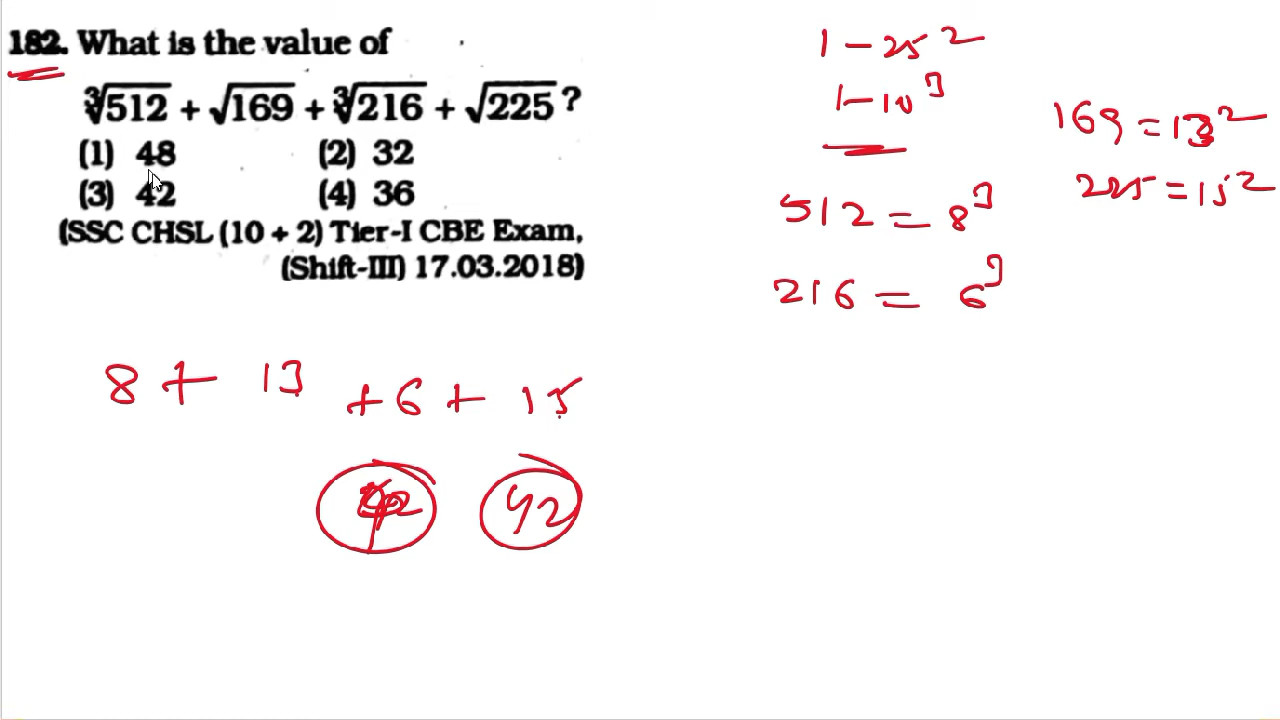 182. What is the value of
∛512 + √169 + ∛216 + √225 ?
(1) 48 (2) 32
(3) 42 (4) 36
(SSC CHSL (10 + 2) Tier-I CBE Exam,
(Shift-III) 17.03.2018)
1 - 25²
1 - 10³
169 = 13²
225 = 15²
512 = 8³
216 = 6³
8 + 13 + 6 + 15
42